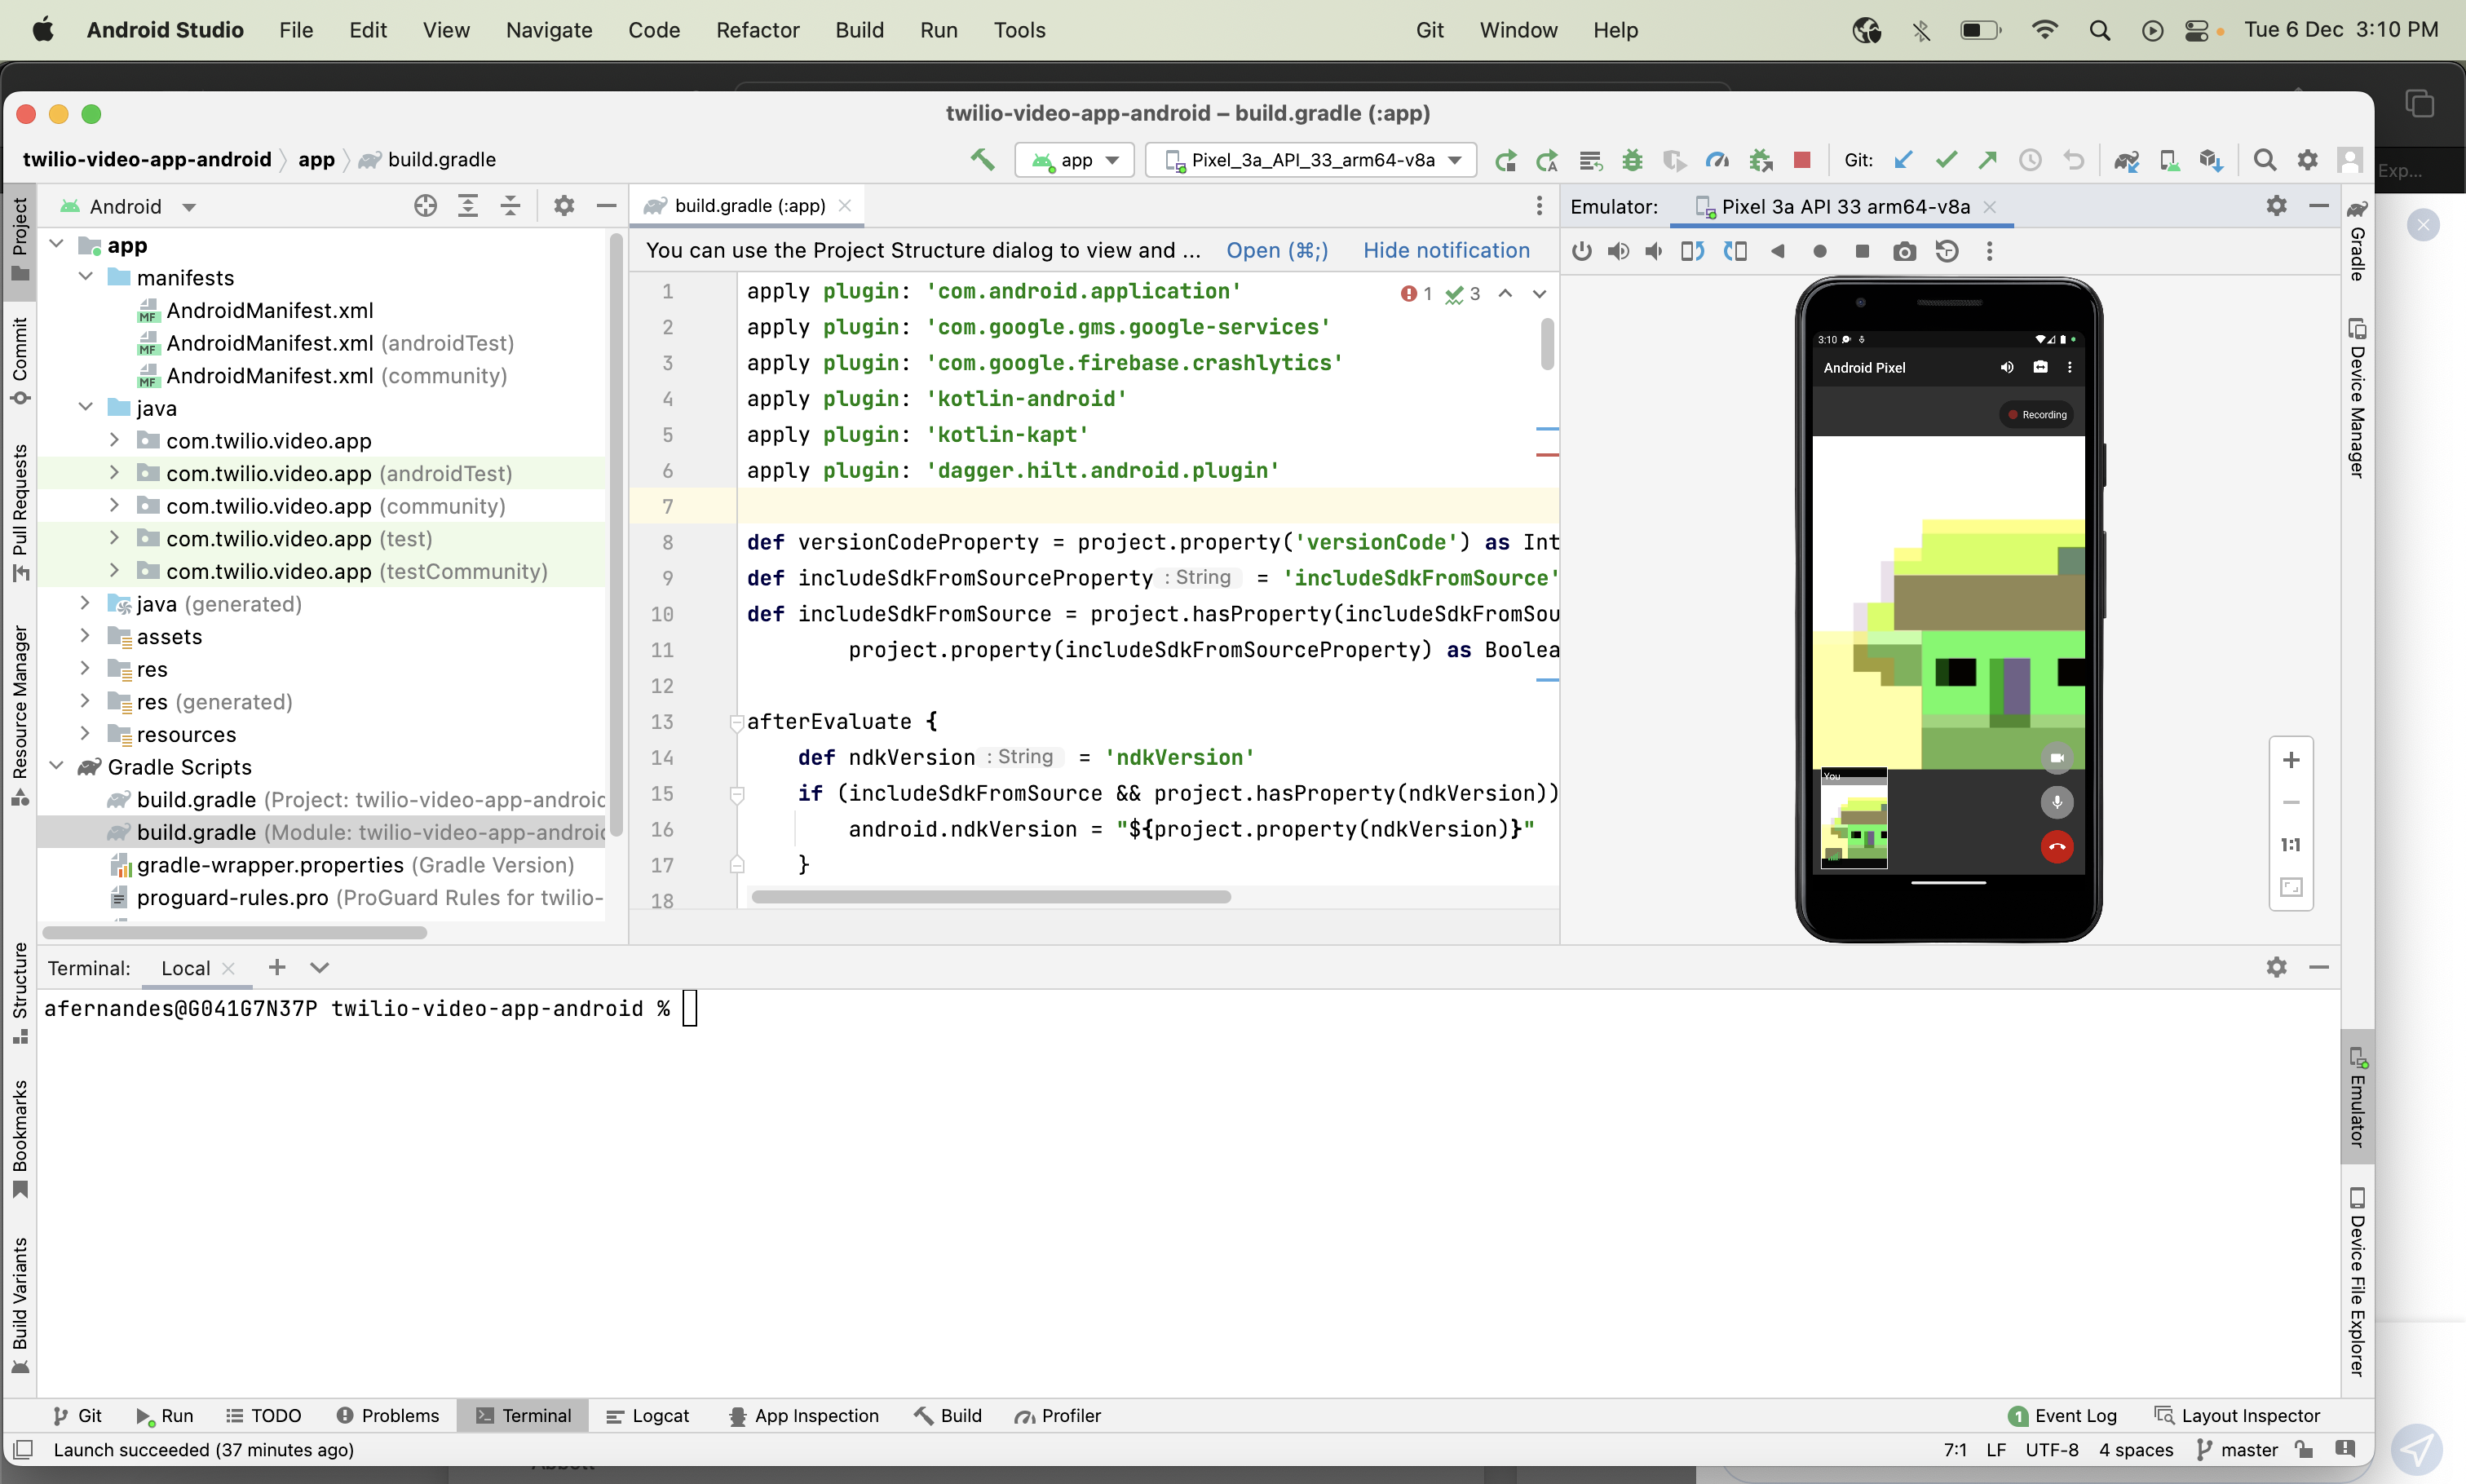 Android Studio File Edit View Navigate Code Refactor Build Run Tools Git Window Help Tue 6 Dec 3:10 PM
twilio-video-app-android – build.gradle (:app)
twilio-video-app-android app build.gradle
app Pixel_3a_API_33_arm64-v8a Git:
Exp...
Project
Commit
Pull Requests
Resource Manager
Structure
Bookmarks
Build Variants
Android
app
manifests
AndroidManifest.xml
AndroidManifest.xml (androidTest)
AndroidManifest.xml (community)
java
com.twilio.video.app
com.twilio.video.app (androidTest)
com.twilio.video.app (community)
com.twilio.video.app (test)
com.twilio.video.app (testCommunity)
java (generated)
assets
res
res (generated)
resources
Gradle Scripts
build.gradle (Project: twilio-video-app-androic
build.gradle (Module: twilio-video-app-androic
gradle-wrapper.properties (Gradle Version)
proguard-rules.pro (ProGuard Rules for twilio-
build.gradle (:app)
You can use the Project Structure dialog to view and ... Open (⌘;) Hide notification
1 3
1 apply plugin: 'com.android.application'
2 apply plugin: 'com.google.gms.google-services'
3 apply plugin: 'com.google.firebase.crashlytics'
4 apply plugin: 'kotlin-android'
5 apply plugin: 'kotlin-kapt'
6 apply plugin: 'dagger.hilt.android.plugin'
7
8 def versionCodeProperty = project.property('versionCode') as Int
9 def includeSdkFromSourceProperty : String = 'includeSdkFromSource'
10 def includeSdkFromSource = project.hasProperty(includeSdkFromSou
11 project.property(includeSdkFromSourceProperty) as Boolea
12
13 afterEvaluate {
14 def ndkVersion : String = 'ndkVersion'
15 if (includeSdkFromSource && project.hasProperty(ndkVersion))
16 android.ndkVersion = "${project.property(ndkVersion)}"
17 }
18
Emulator: Pixel 3a API 33 arm64-v8a
3:10
Android Pixel
Recording
You
1:1
Gradle
Device Manager
Emulator
Device File Explorer
Terminal: Local
afernandes@G041G7N37P twilio-video-app-android %
Git Run TODO Problems Terminal Logcat App Inspection Build Profiler 1 Event Log Layout Inspector
Launch succeeded (37 minutes ago) 7:1 LF UTF-8 4 spaces master